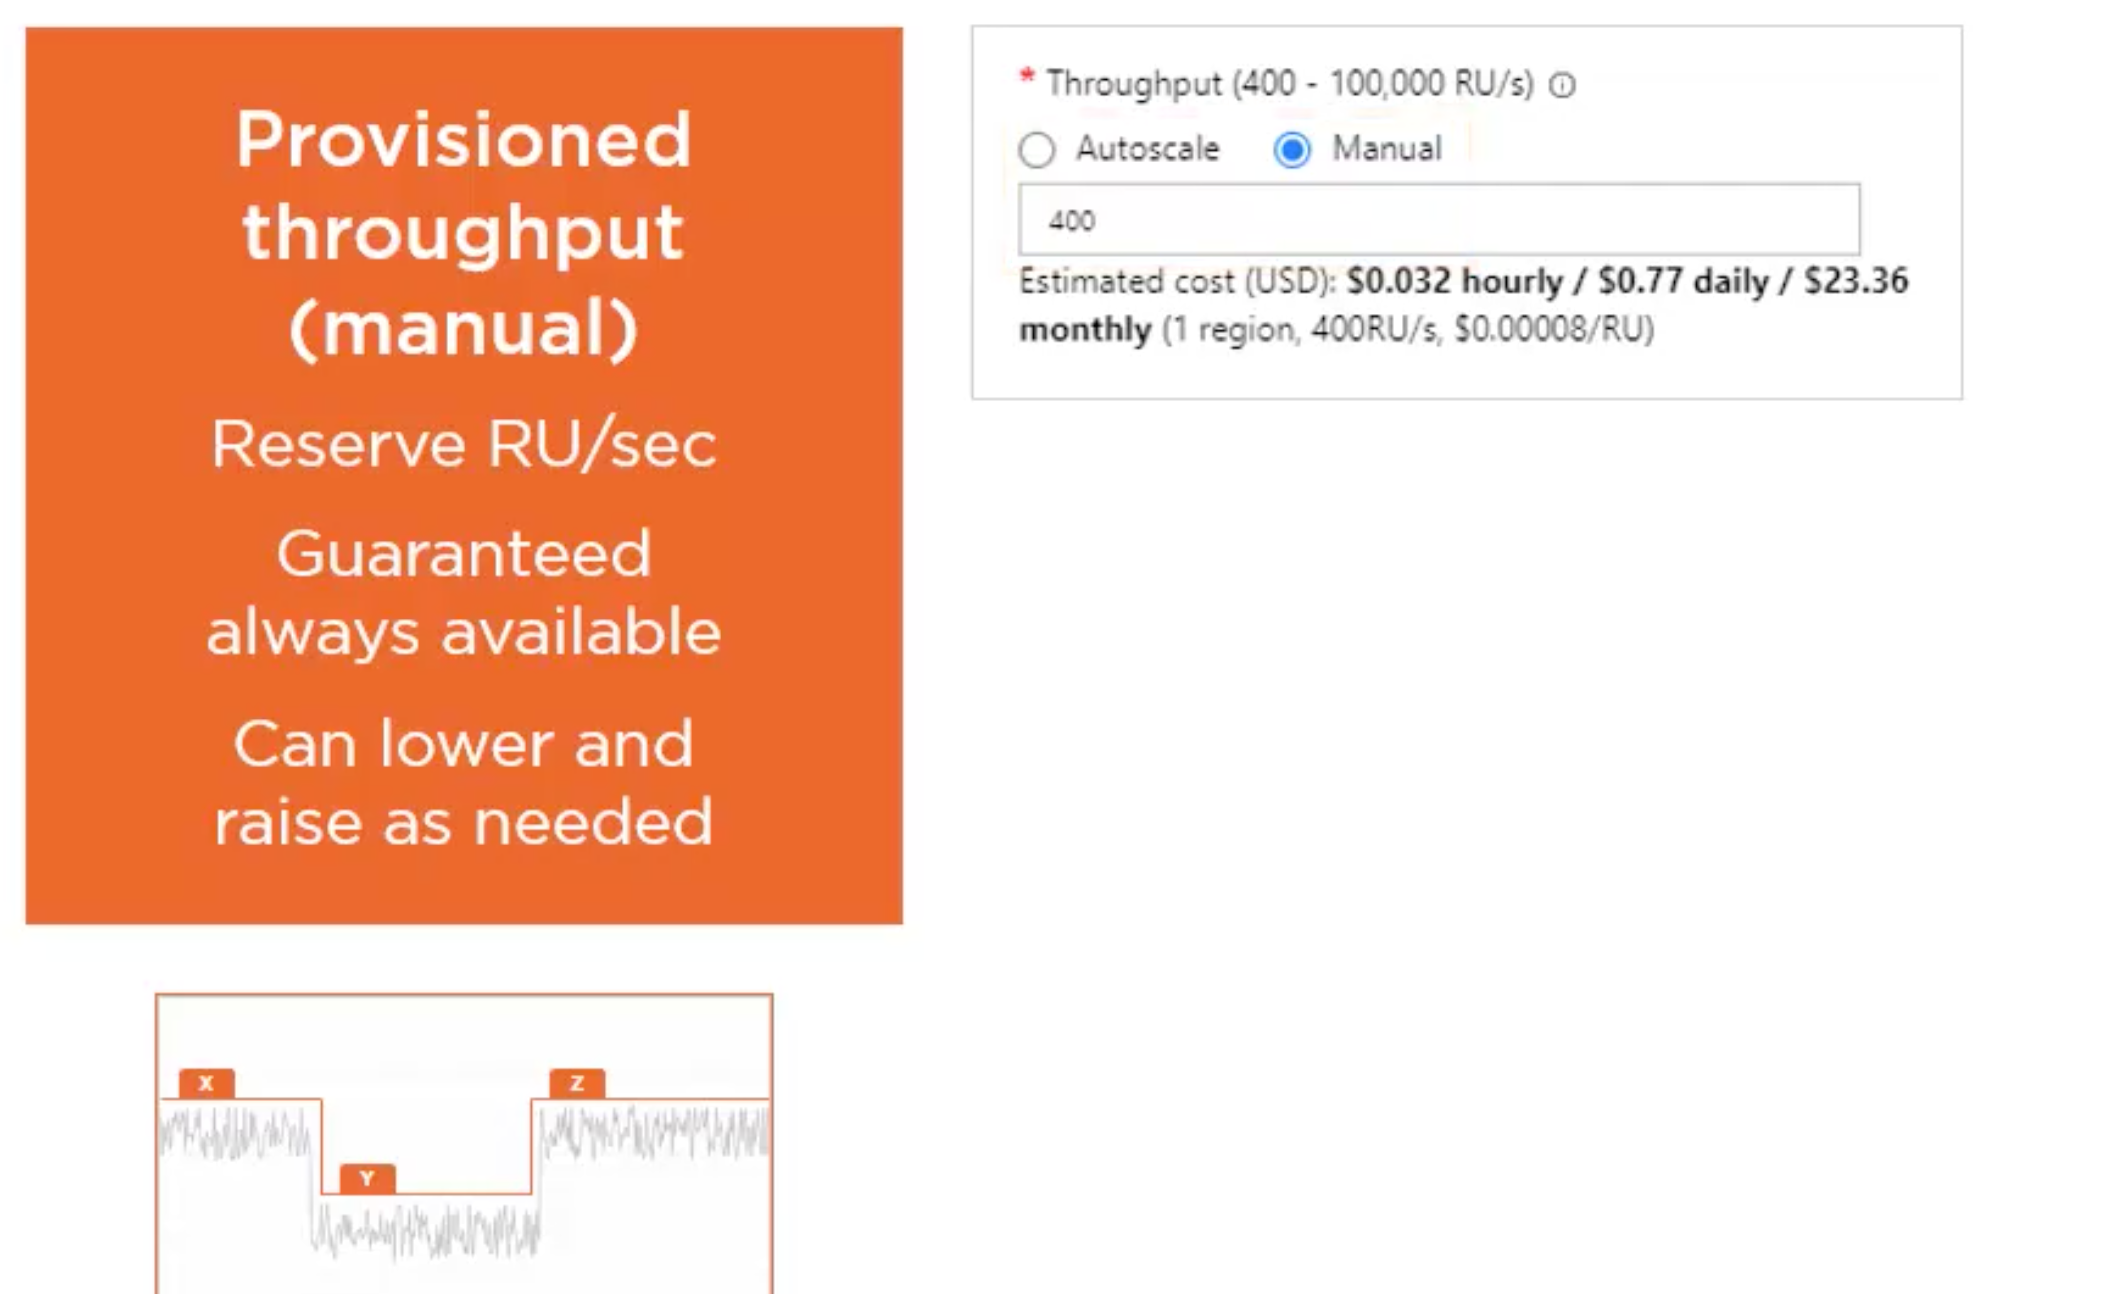 Provisioned
throughput
(manual)
Reserve RU/sec
Guaranteed
always available
Can lower and
raise as needed
* Throughput (400 - 100,000 RU/s)
Autoscale Manual
400
Estimated cost (USD): $0.032 hourly / $0.77 daily / $23.36
monthly (1 region, 400RU/s, $0.00008/RU)
X
Z
Y